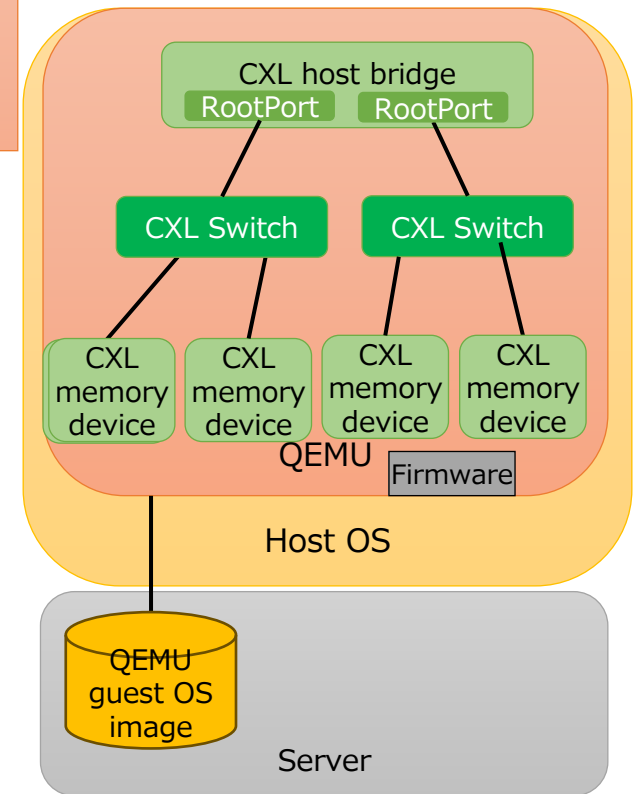 CXL host bridge
RootPort RootPort
CXL Switch CXL Switch
CXL
memory
device
CXL
memory
device
CXL
memory
device
CXL
memory
device
QEMU
Firmware
Host OS
QEMU
guest OS
image
Server